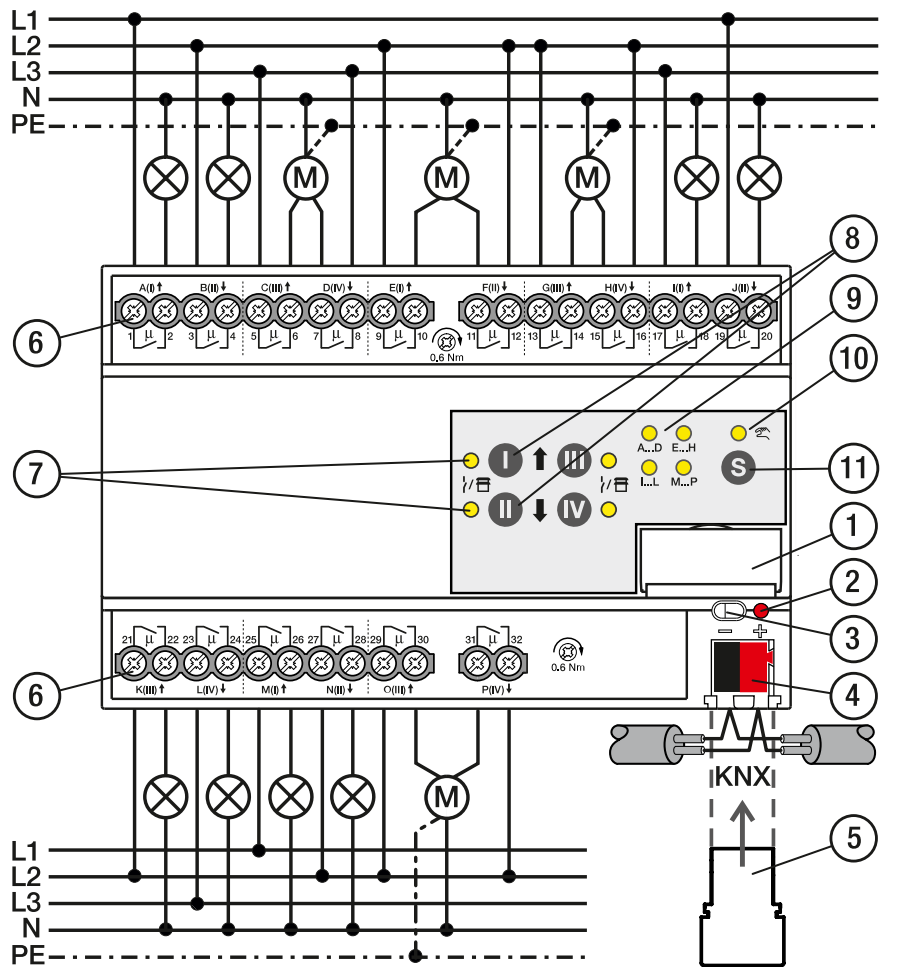 L1
L2
L3
N
PE
M M M
8
A(I)↑ B(II)↓ C(III)↑ D(IV)↓ E(I)↑ F(II)↓ G(III)↑ H(IV)↓ I(I)↑ J(II)↓
9
6
1 µ 2 3 µ 4 5 µ 6 7 µ 8 9 µ 10 11 µ 12 13 µ 14 15 µ 16 17 µ 18 19 µ 20
0.6 Nm
10
A...D E...H
7
I ↑ III
S
11
I...L M...P
II ↓ IV
1
2
− +
3
21 µ 22 23 µ 24 25 µ 26 27 µ 28 29 µ 30 31 µ 32
0.6 Nm
6
4
K(III)↑ L(IV)↓ M(I)↑ N(II)↓ O(III)↑ P(IV)↓
KNX
M
5
L1
L2
L3
N
PE